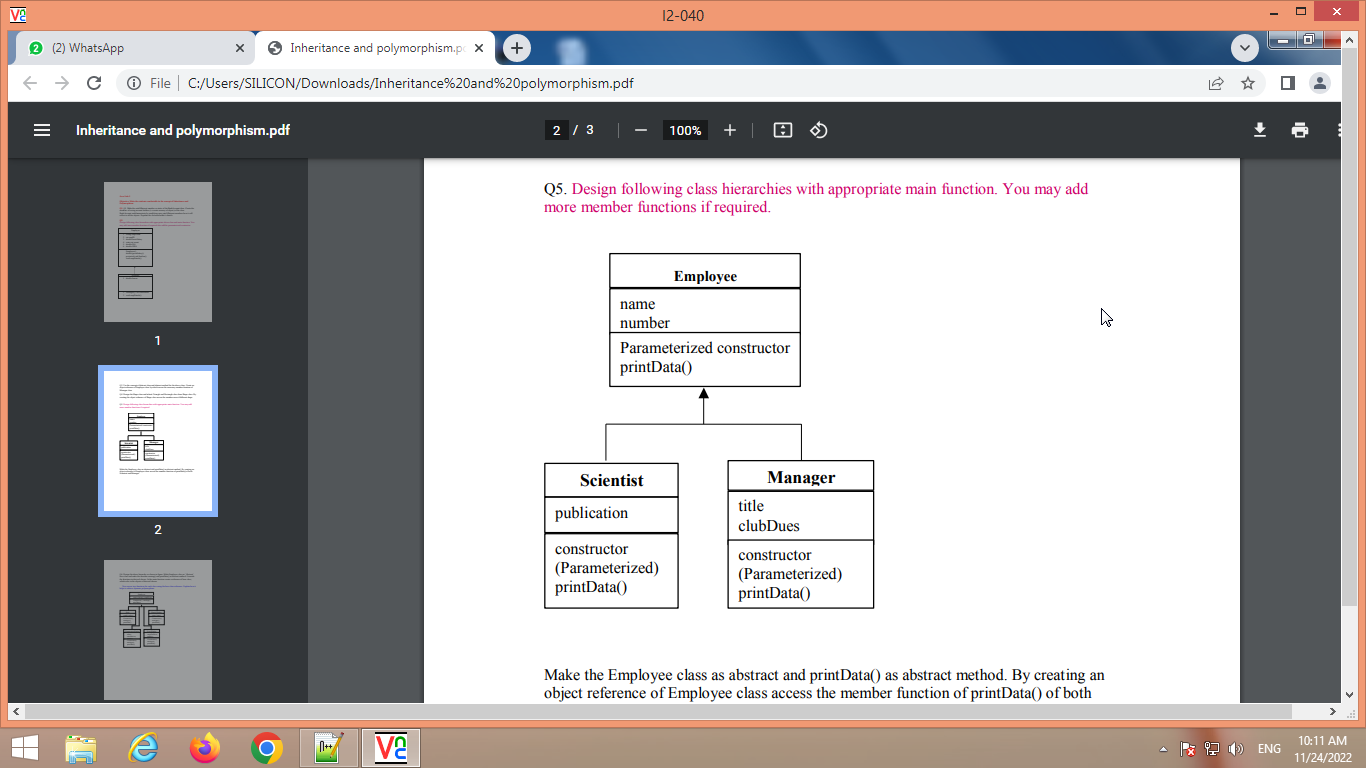 I2-040
(2) WhatsApp
Inheritance and polymorphism.p
File
C:/Users/SILICON/Downloads/Inheritance%20and%20polymorphism.pdf
Inheritance and polymorphism.pdf
2 / 3
100%
1
2
Q5. Design following class hierarchies with appropriate main function. You may add
more member functions if required.
Employee
name
number
Parameterized constructor
printData()
Scientist
publication
constructor
(Parameterized)
printData()
Manager
title
clubDues
constructor
(Parameterized)
printData()
Make the Employee class as abstract and printData() as abstract method. By creating an
object reference of Employee class access the member function of printData() of both
ENG
10:11 AM
11/24/2022